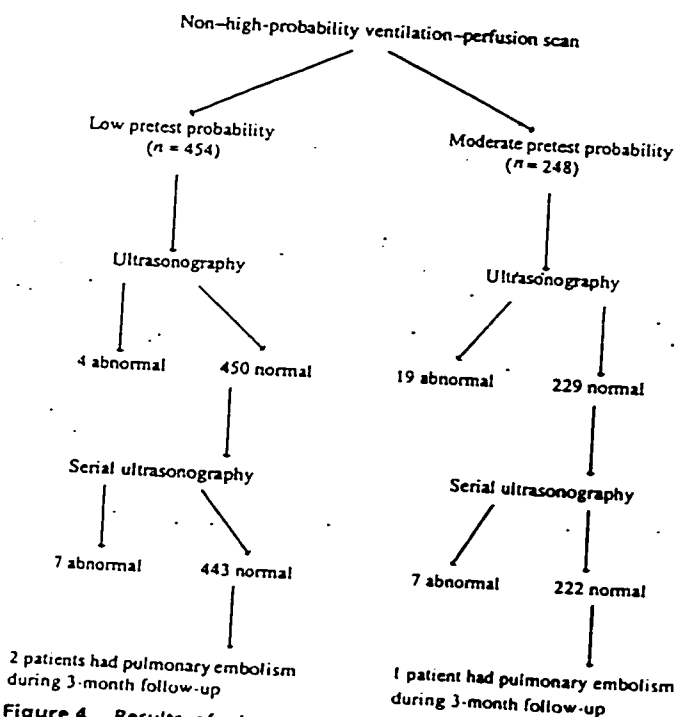 Non–high-probability ventilation–perfusion scan
Low pretest probability
(n = 454)
Moderate pretest probability
(n = 248)
Ultrasonography
Ultrasonography
4 abnormal
450 normal
19 abnormal
229 normal
Serial ultrasonography
Serial ultrasonography
7 abnormal
443 normal
7 abnormal
222 normal
2 patients had pulmonary embolism
during 3-month follow-up
1 patient had pulmonary embolism
during 3-month follow-up
Figure 4. Results of